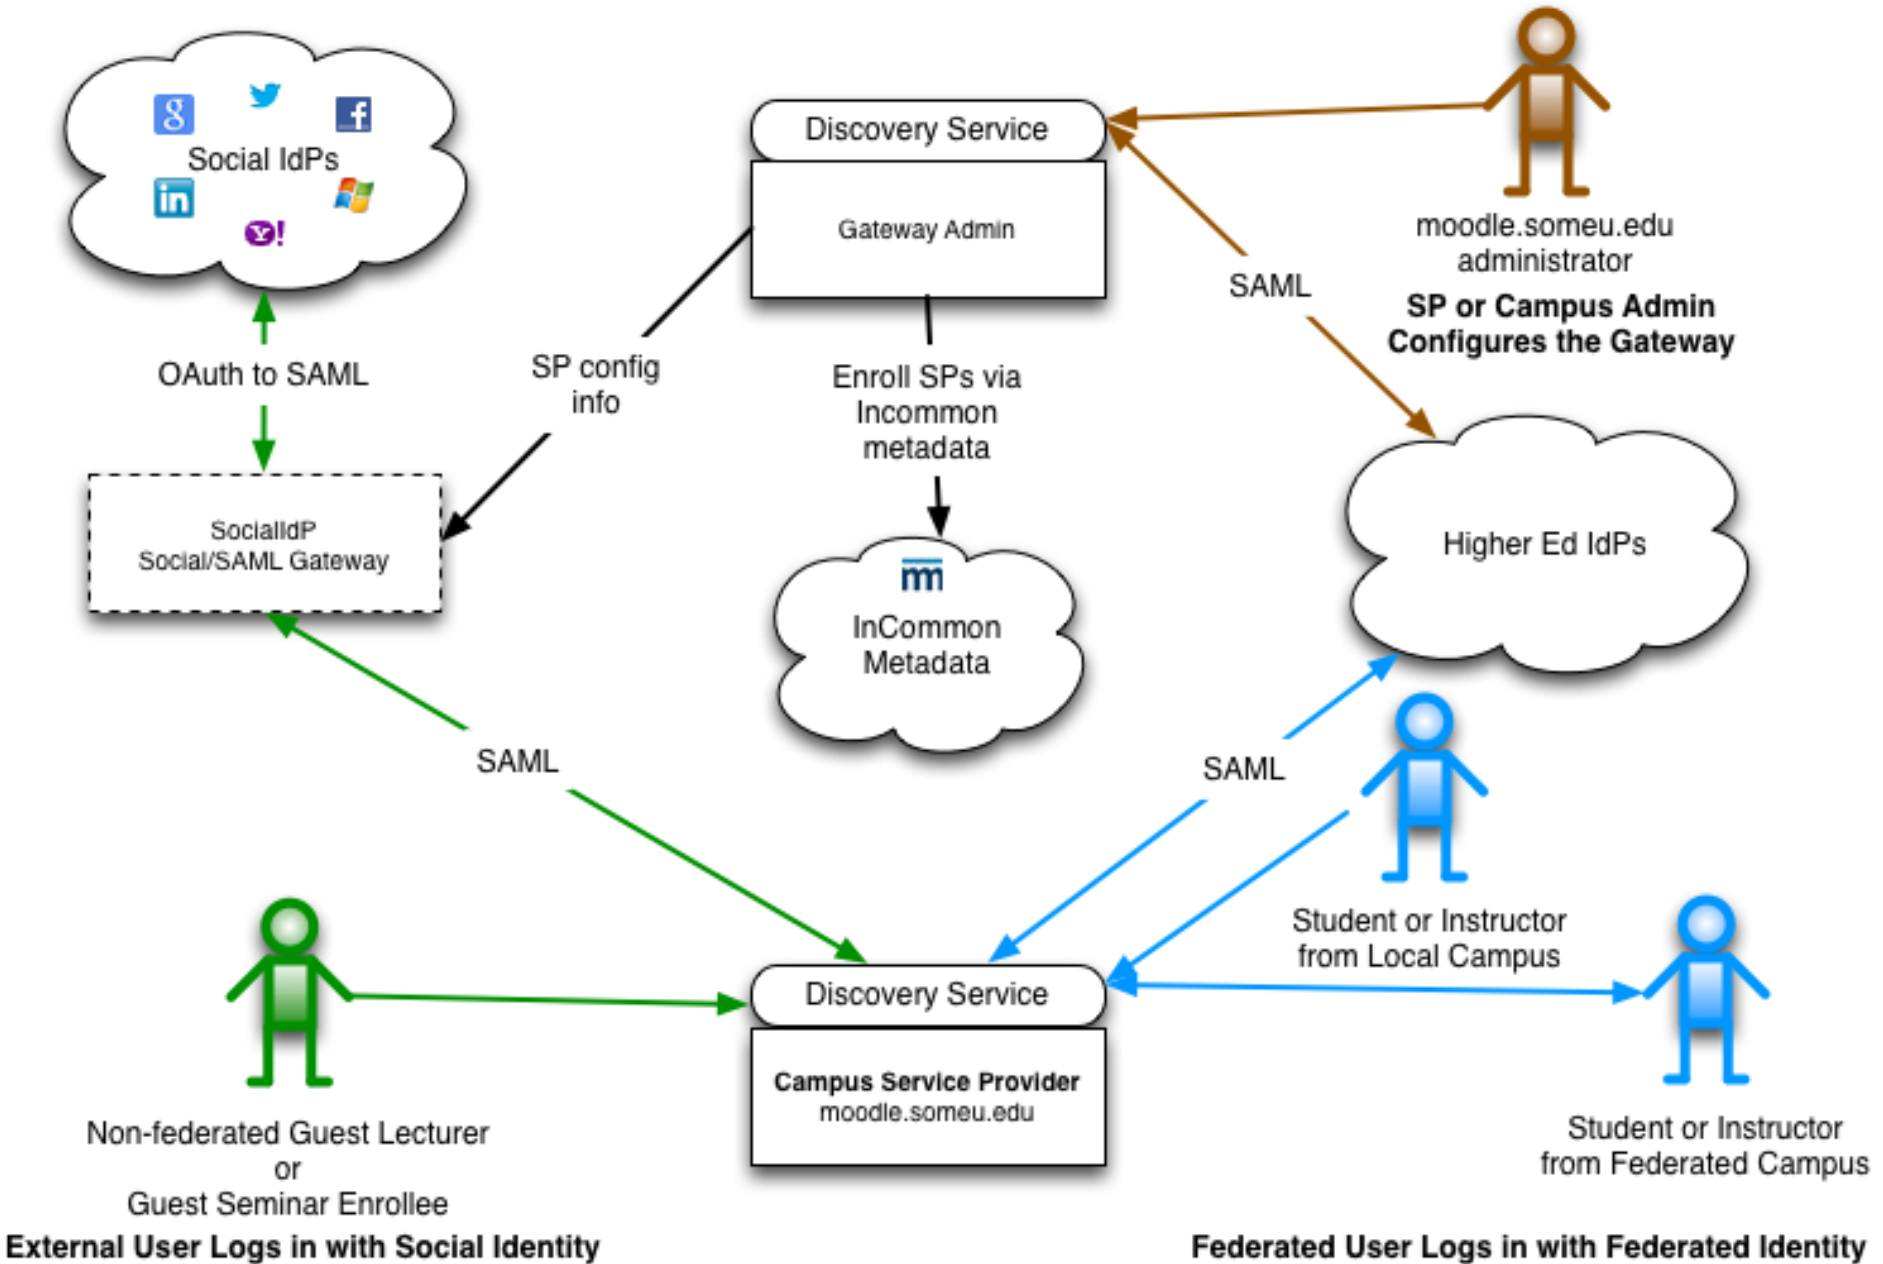 Social IdPs
g
f
in
Y!
OAuth to SAML
SocialIdP
Social/SAML Gateway
SP config
info
Discovery Service
Gateway Admin
Enroll SPs via
Incommon
metadata
InCommon
Metadata
SAML
moodle.someu.edu
administrator
SP or Campus Admin
Configures the Gateway
Higher Ed IdPs
SAML
SAML
Student or Instructor
from Local Campus
Discovery Service
Campus Service Provider
moodle.someu.edu
Non-federated Guest Lecturer
or
Guest Seminar Enrollee
External User Logs in with Social Identity
Student or Instructor
from Federated Campus
Federated User Logs in with Federated Identity